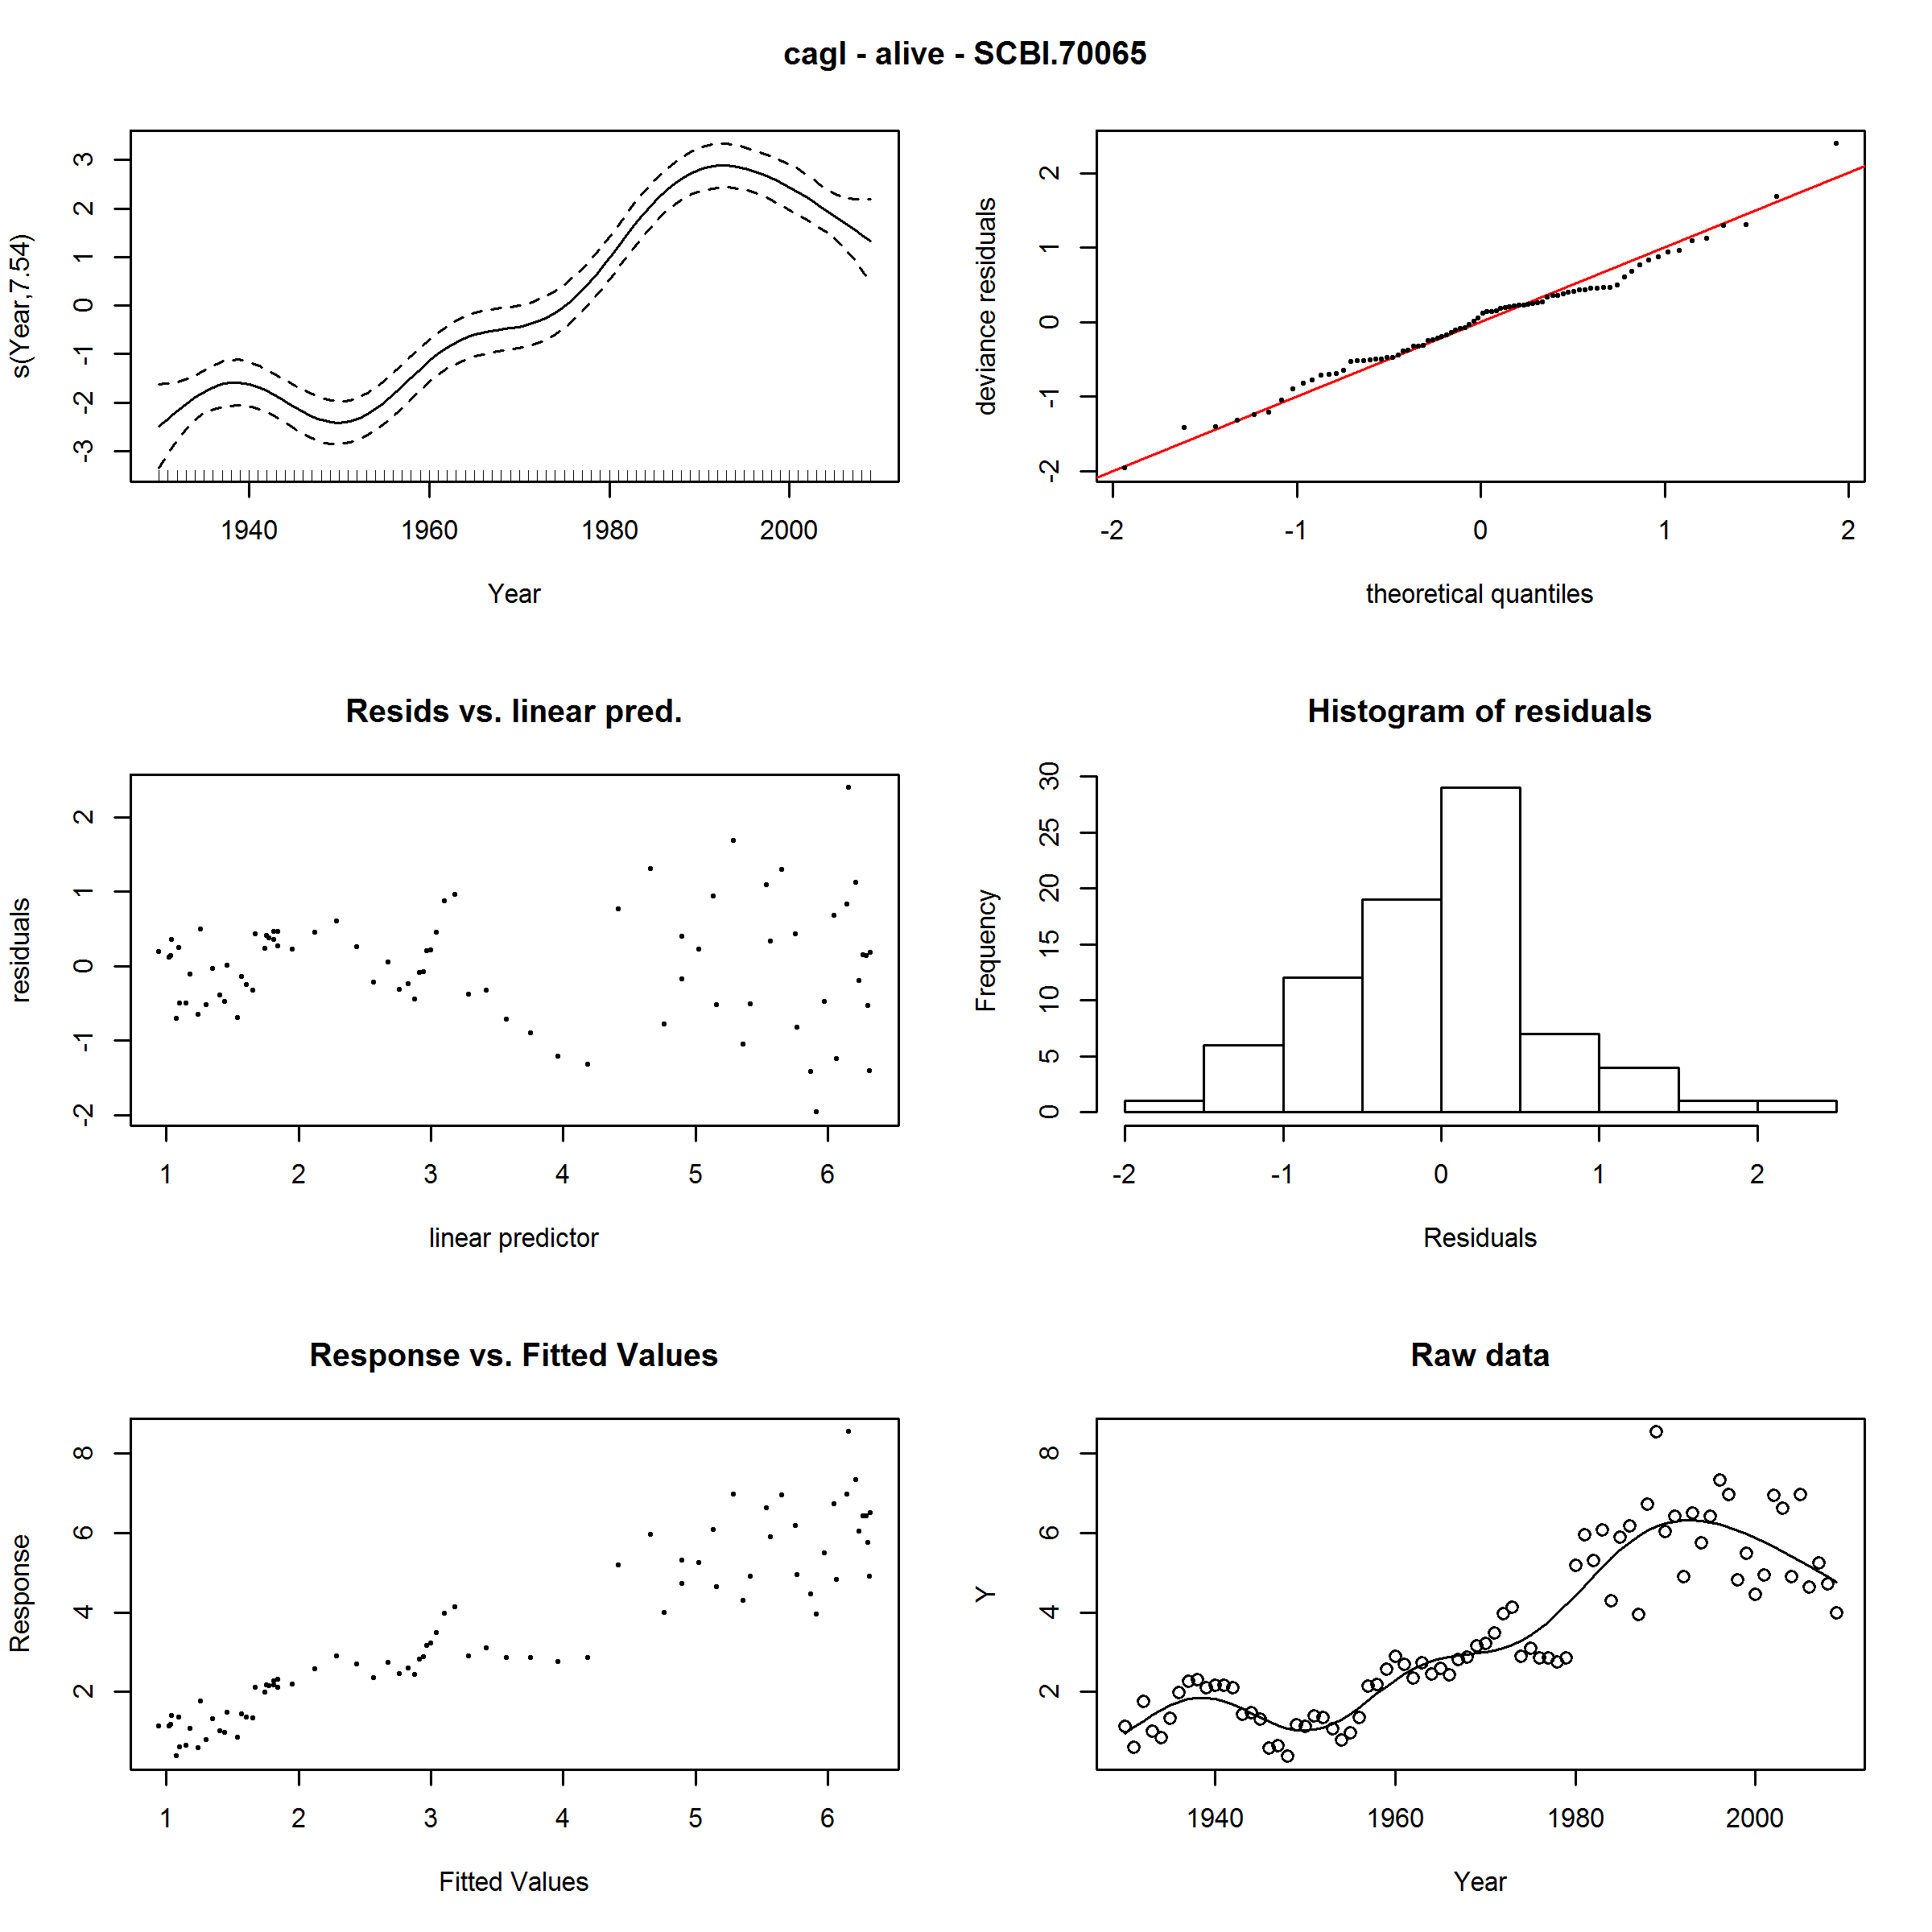 cagl - alive - SCBI.70065
s(Year,7.54)
-3 -2 -1 0 1 2 3
1940 1960 1980 2000
Year
deviance residuals
-2 -1 0 1 2
-2 -1 0 1 2
theoretical quantiles
Resids vs. linear pred.
residuals
-2 -1 0 1 2
1 2 3 4 5 6
linear predictor
Histogram of residuals
Frequency
0 5 10 15 20 25 30
-2 -1 0 1 2
Residuals
Response vs. Fitted Values
Response
2 4 6 8
1 2 3 4 5 6
Fitted Values
Raw data
Y
2 4 6 8
1940 1960 1980 2000
Year